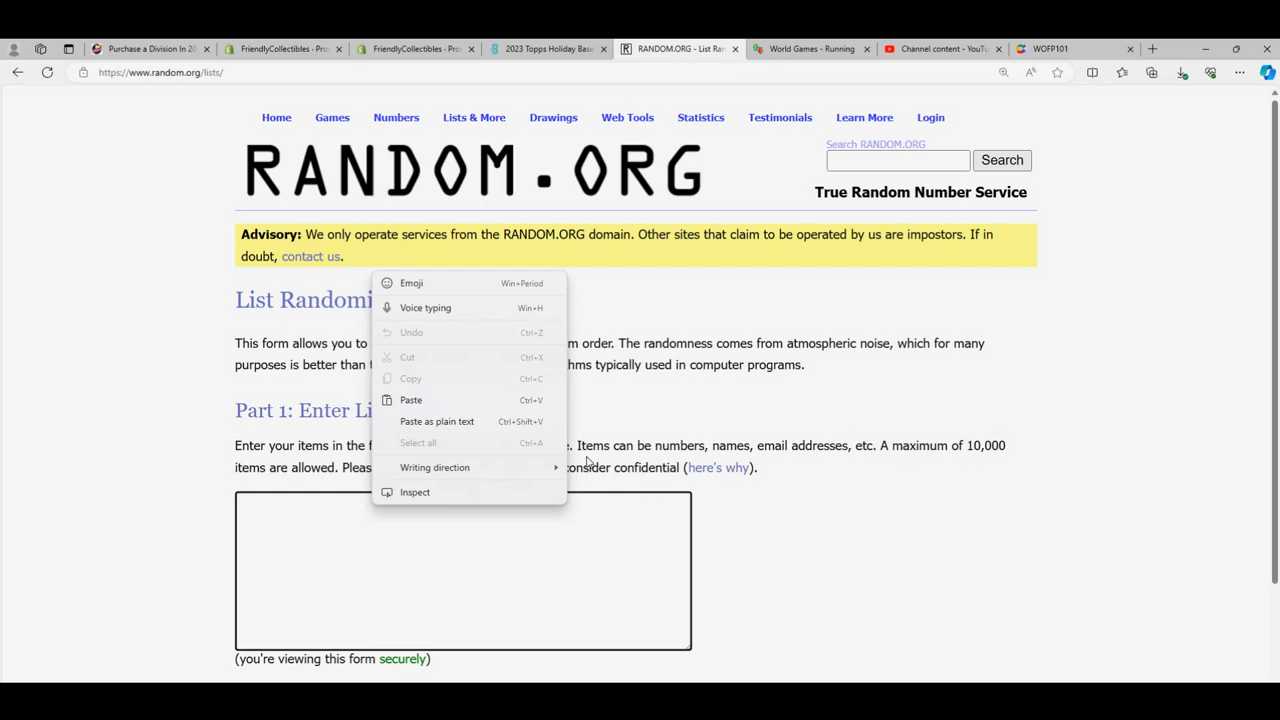 Purchase a Division In 20
FriendlyCollectibles - Proc
FriendlyCollectibles - Proc
2023 Topps Holiday Base
RANDOM.ORG - List Ran
World Games - Running
Channel content - YouTu
WOFP101
https://www.random.org/lists/
Home Games Numbers Lists & More Drawings Web Tools Statistics Testimonials Learn More Login
RANDOM.ORG
Search RANDOM.ORG
Search
True Random Number Service
Advisory: We only operate services from the RANDOM.ORG domain. Other sites that claim to be operated by us are impostors. If in
doubt, contact us.
Emoji Win+Period
List Randomi
Voice typing Win+H
Undo Ctrl+Z
This form allows you to m order. The randomness comes from atmospheric noise, which for many
Cut Ctrl+X
purposes is better than t hms typically used in computer programs.
Copy Ctrl+C
Paste Ctrl+V
Part 1: Enter Li
Paste as plain text Ctrl+Shift+V
Select all Ctrl+A
Enter your items in the f e. Items can be numbers, names, email addresses, etc. A maximum of 10,000
items are allowed. Pleas consider confidential (here's why).
Writing direction
Inspect
(you're viewing this form securely)